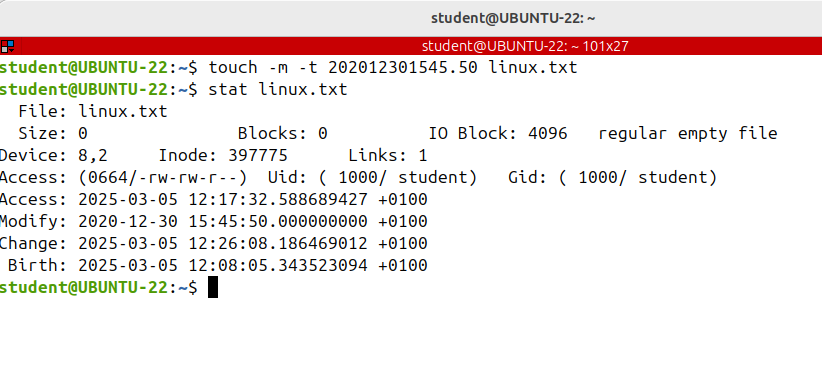 student@UBUNTU-22: ~
student@UBUNTU-22: ~ 101x27
student@UBUNTU-22:~$ touch -m -t 202012301545.50 linux.txt
student@UBUNTU-22:~$ stat linux.txt
  File: linux.txt
  Size: 0               Blocks: 0          IO Block: 4096   regular empty file
Device: 8,2     Inode: 397775      Links: 1
Access: (0664/-rw-rw-r--)  Uid: ( 1000/ student)   Gid: ( 1000/ student)
Access: 2025-03-05 12:17:32.588689427 +0100
Modify: 2020-12-30 15:45:50.000000000 +0100
Change: 2025-03-05 12:26:08.186469012 +0100
 Birth: 2025-03-05 12:08:05.343523094 +0100
student@UBUNTU-22:~$